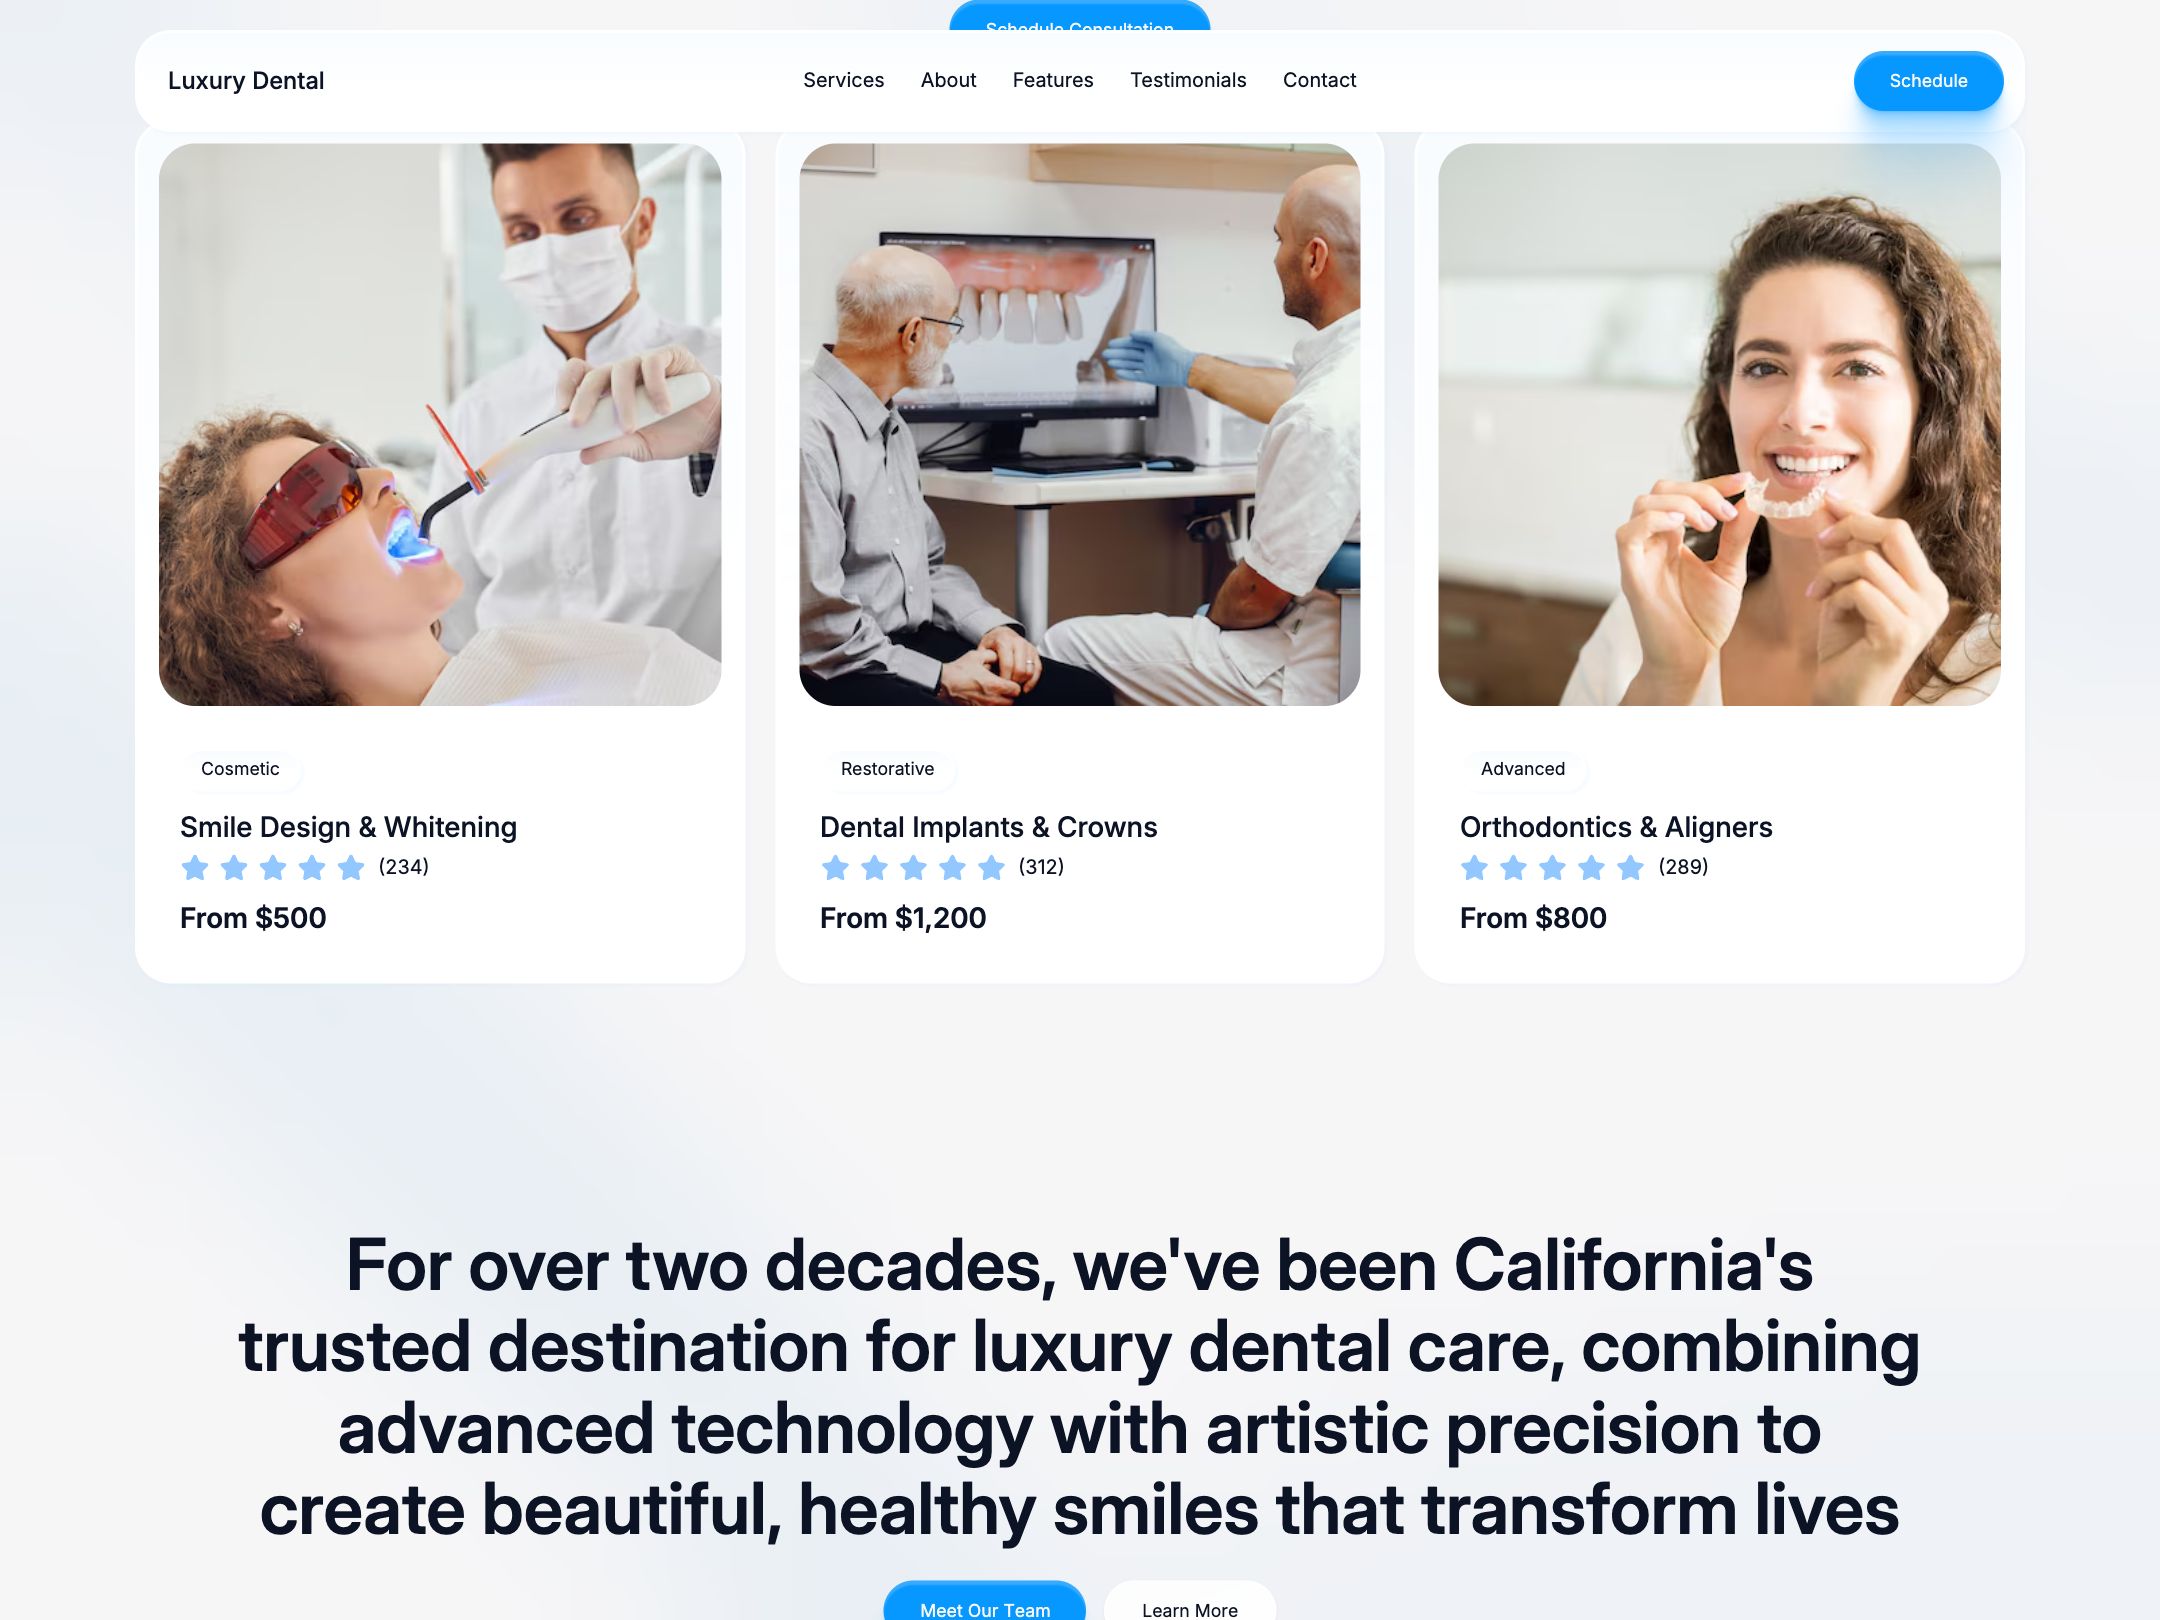 Schedule Consultation
Luxury Dental
Services
About
Features
Testimonials
Contact
Schedule
Cosmetic
Smile Design & Whitening
(234)
From $500
Restorative
Dental Implants & Crowns
(312)
From $1,200
Advanced
Orthodontics & Aligners
(289)
From $800
For over two decades, we've been California's
trusted destination for luxury dental care, combining
advanced technology with artistic precision to
create beautiful, healthy smiles that transform lives
Meet Our Team
Learn More